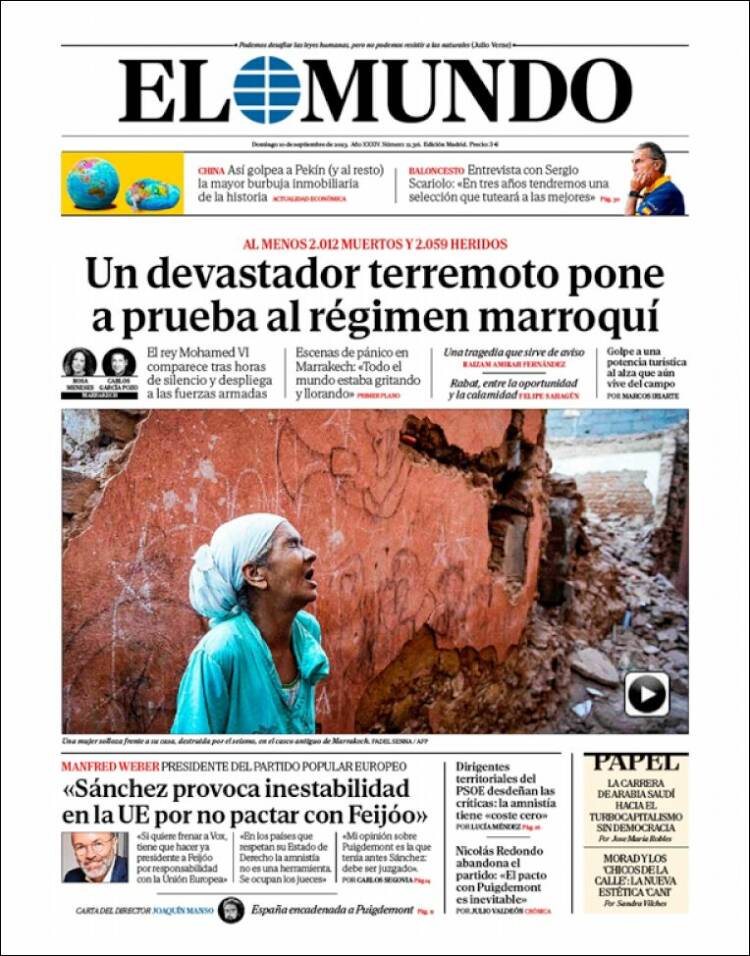 Podemos desafiar las leyes humanas, pero no podemos resistir a las naturales (Julio Verne)
EL MUNDO
Domingo 10 de septiembre de 2023. Año XXXIV. Número: 12.316. Edición Madrid. Precio: 3 €
CHINA Así golpea a Pekín (y al resto)
la mayor burbuja inmobiliaria
de la historia ACTUALIDAD ECONÓMICA
BALONCESTO Entrevista con Sergio
Scariolo: «En tres años tendremos una
selección que tuteará a las mejores» Pág. 30
AL MENOS 2.012 MUERTOS Y 2.059 HERIDOS
Un devastador terremoto pone
a prueba al régimen marroquí
ROSA
MENESES
CARLOS
GARCÍA POZO
MARRAKECH
El rey Mohamed VI
comparece tras horas
de silencio y despliega
a las fuerzas armadas
Escenas de pánico en
Marrakech: «Todo el
mundo estaba gritando
y llorando» PRIMER PLANO
Una tragedia que sirve de aviso
RAIZAM AMIKAR FERNÁNDEZ
Rabat, entre la oportunidad
y la calamidad FELIPE SAHAGÚN
Golpe a una
potencia turística
al alza que aún
vive del campo
POR MARCOS IRIARTE
Una mujer solloza frente a su casa, destruida por el seísmo, en el casco antiguo de Marrakech. FADEL SENNA / AFP
MANFRED WEBER PRESIDENTE DEL PARTIDO POPULAR EUROPEO
«Sánchez provoca inestabilidad
en la UE por no pactar con Feijóo»
«Si quiere frenar a Vox,
tiene que hacer ya
presidente a Feijóo
por responsabilidad
con la Unión Europea»
«En los países que
respetan su Estado de
Derecho la amnistía
no es una herramienta.
Se ocupan los jueces»
«Mi opinión sobre
Puigdemont es la que
tenía antes Sánchez:
debe ser juzgado».
POR CARLOS SEGOVIA Pág 14
CARTA DEL DIRECTOR JOAQUÍN MANSO
España encadenada a Puigdemont Pág.
Dirigentes
territoriales del
PSOE desdeñan las
críticas: la amnistía
tiene «coste cero»
POR LUCÍA MÉNDEZ Pág.
Nicolás Redondo
abandona el
partido: «El pacto
con Puigdemont
es inevitable»
POR JULIO VALDEÓN CRÓNICA
PAPEL
LA CARRERA
DE ARABIA SAUDÍ
HACIA EL
TURBOCAPITALISMO
SIN DEMOCRACIA
Por Jose María Robles
MORAD Y LOS
'CHICOS DE LA
CALLE': LA NUEVA
ESTÉTICA 'CANI'
Por Sandra Vilches